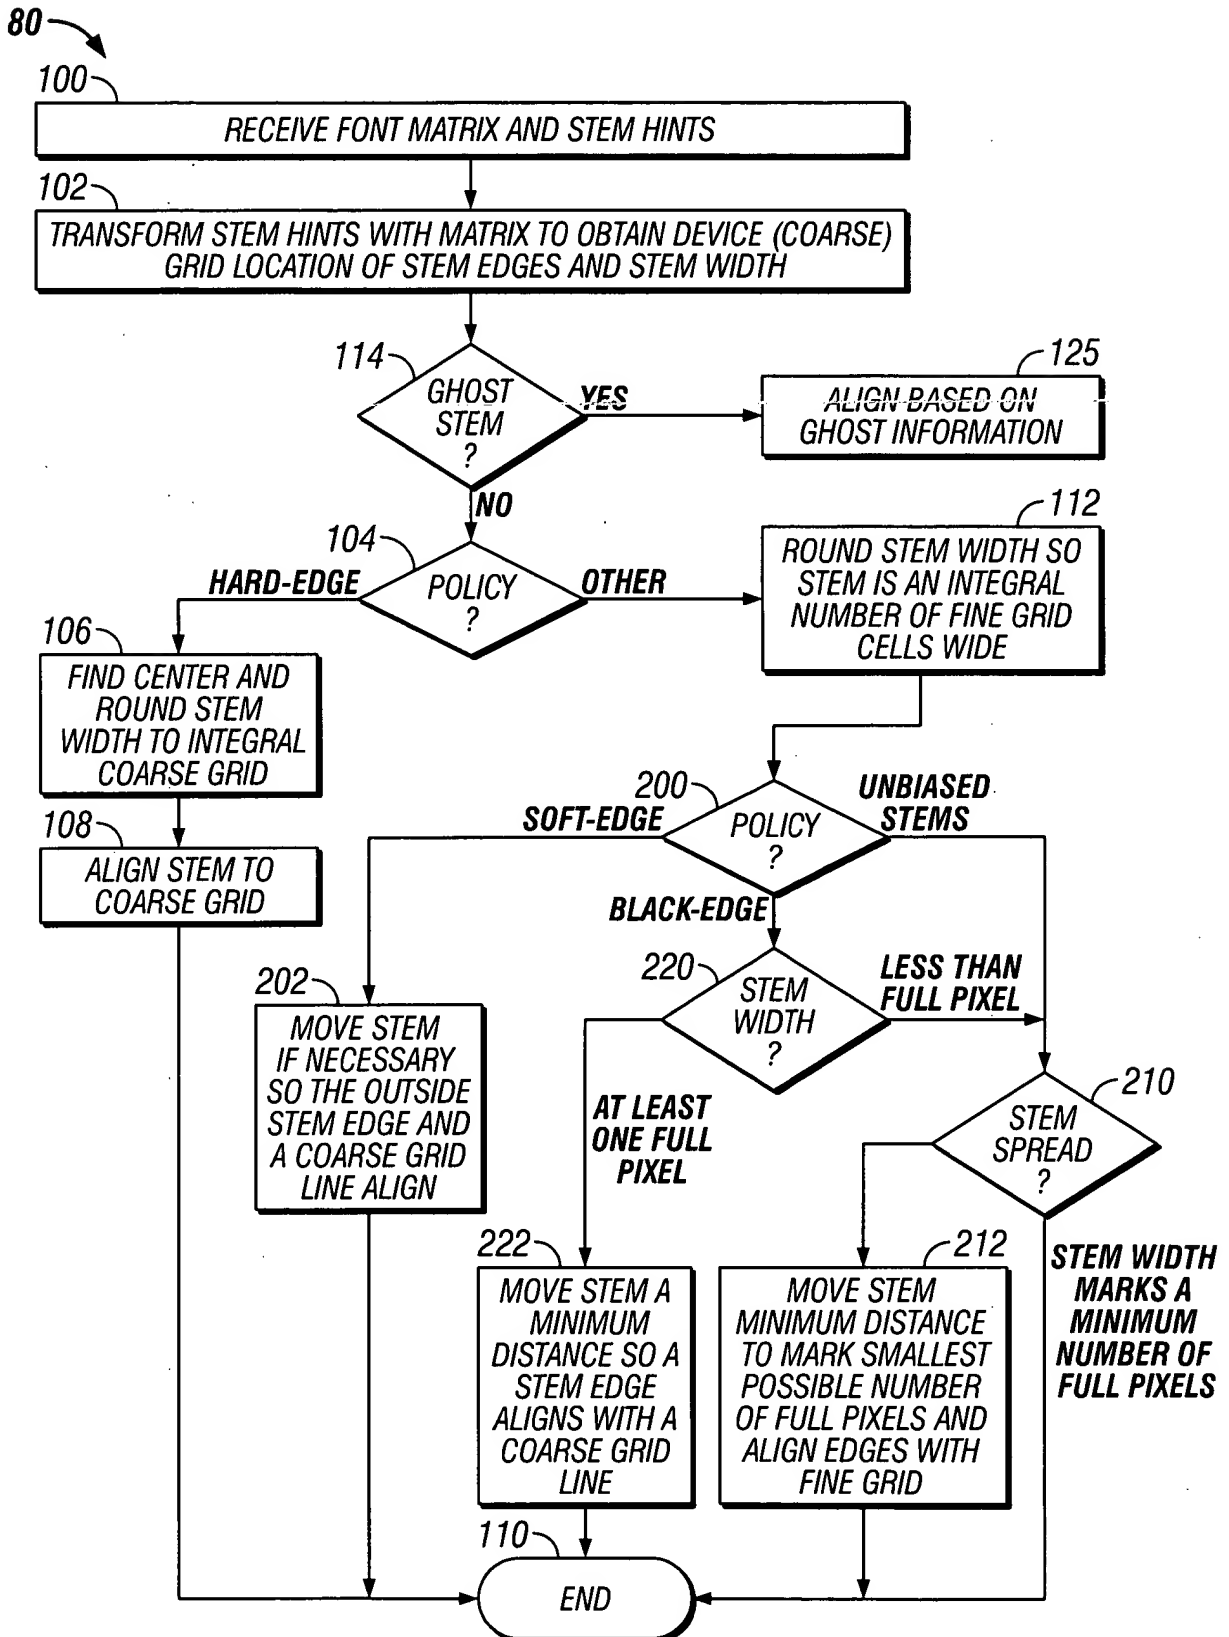 80
100
RECEIVE FONT MATRIX AND STEM HINTS
102
TRANSFORM STEM HINTS WITH MATRIX TO OBTAIN DEVICE (COARSE)
GRID LOCATION OF STEM EDGES AND STEM WIDTH
114
GHOST
STEM
?
YES
125
ALIGN BASED ON
GHOST INFORMATION
NO
104
POLICY
?
HARD-EDGE
OTHER
112
ROUND STEM WIDTH SO
STEM IS AN INTEGRAL
NUMBER OF FINE GRID
CELLS WIDE
106
FIND CENTER AND
ROUND STEM
WIDTH TO INTEGRAL
COARSE GRID
108
ALIGN STEM TO
COARSE GRID
200
POLICY
?
SOFT-EDGE
UNBIASED
STEMS
BLACK-EDGE
202
MOVE STEM
IF NECESSARY
SO THE OUTSIDE
STEM EDGE AND
A COARSE GRID
LINE ALIGN
220
STEM
WIDTH
?
LESS THAN
FULL PIXEL
AT LEAST
ONE FULL
PIXEL
210
STEM
SPREAD
?
222
MOVE STEM A
MINIMUM
DISTANCE SO A
STEM EDGE
ALIGNS WITH A
COARSE GRID
LINE
212
MOVE STEM
MINIMUM DISTANCE
TO MARK SMALLEST
POSSIBLE NUMBER
OF FULL PIXELS AND
ALIGN EDGES WITH
FINE GRID
STEM WIDTH
MARKS A
MINIMUM
NUMBER OF
FULL PIXELS
110
END